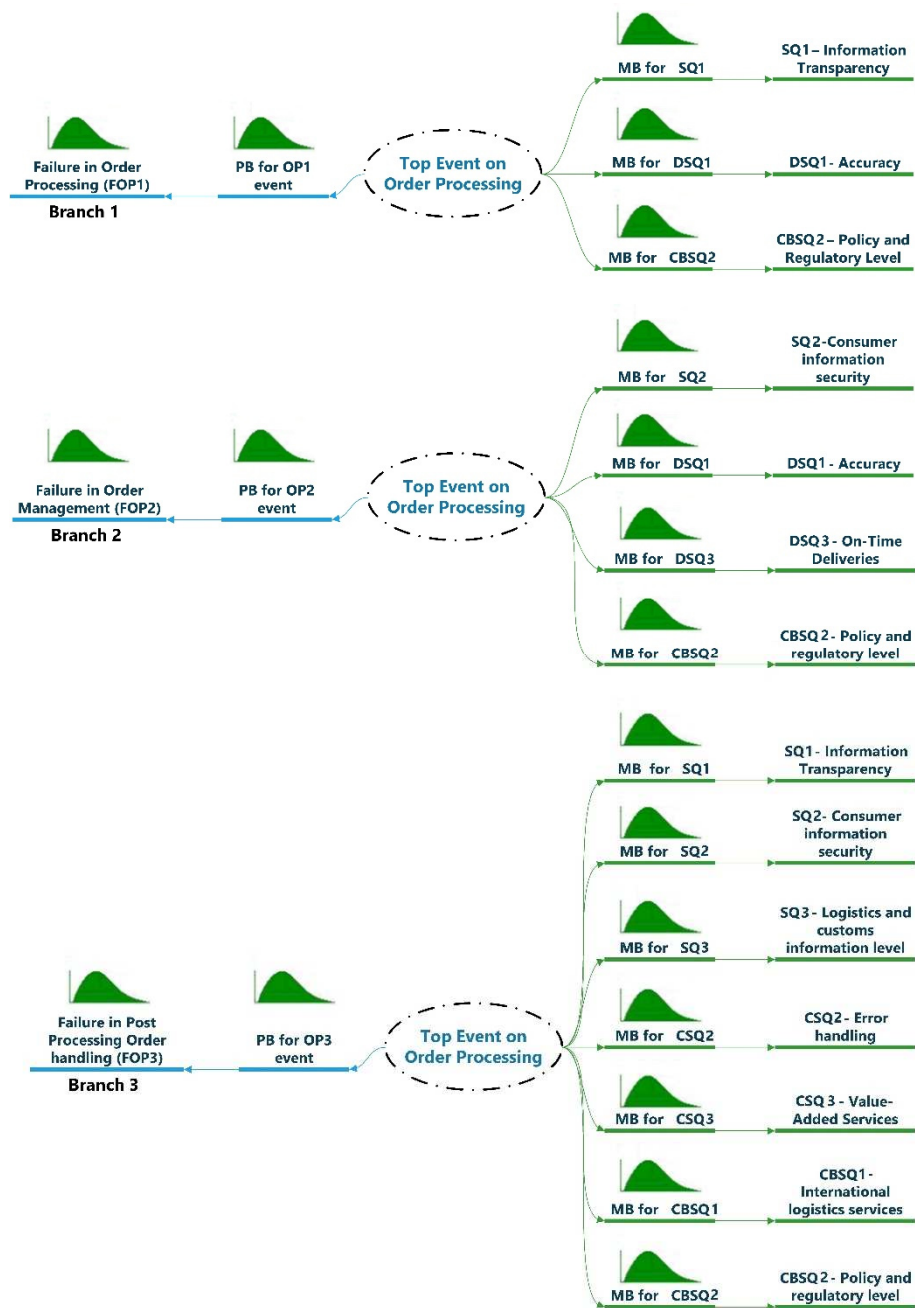 MB for SQ1
SQ1 – Information
Transparency
Failure in Order
Processing (FOP1)
Branch 1
PB for OP1
event
Top Event on
Order Processing
MB for DSQ1
DSQ1 - Accuracy
MB for CBSQ2
CBSQ2 – Policy and
Regulatory Level
MB for SQ2
SQ2-Consumer
information
security
Failure in Order
Management (FOP2)
Branch 2
PB for OP2
event
Top Event on
Order Processing
MB for DSQ1
DSQ1 - Accuracy
MB for DSQ3
DSQ3 - On-Time
Deliveries
MB for CBSQ2
CBSQ2 - Policy and
regulatory level
MB for SQ1
SQ1 - Information
Transparency
MB for SQ2
SQ2- Consumer
information
security
MB for SQ3
SQ3 - Logistics and
customs
information level
Failure in Post
Processing Order
handling (FOP3)
Branch 3
PB for OP3
event
Top Event on
Order Processing
MB for CSQ2
CSQ2 - Error
handling
MB for CSQ3
CSQ3 - Value-
Added Services
MB for CBSQ1
CBSQ1 -
International
logistics services
MB for CBSQ2
CBSQ2 - Policy and
regulatory level